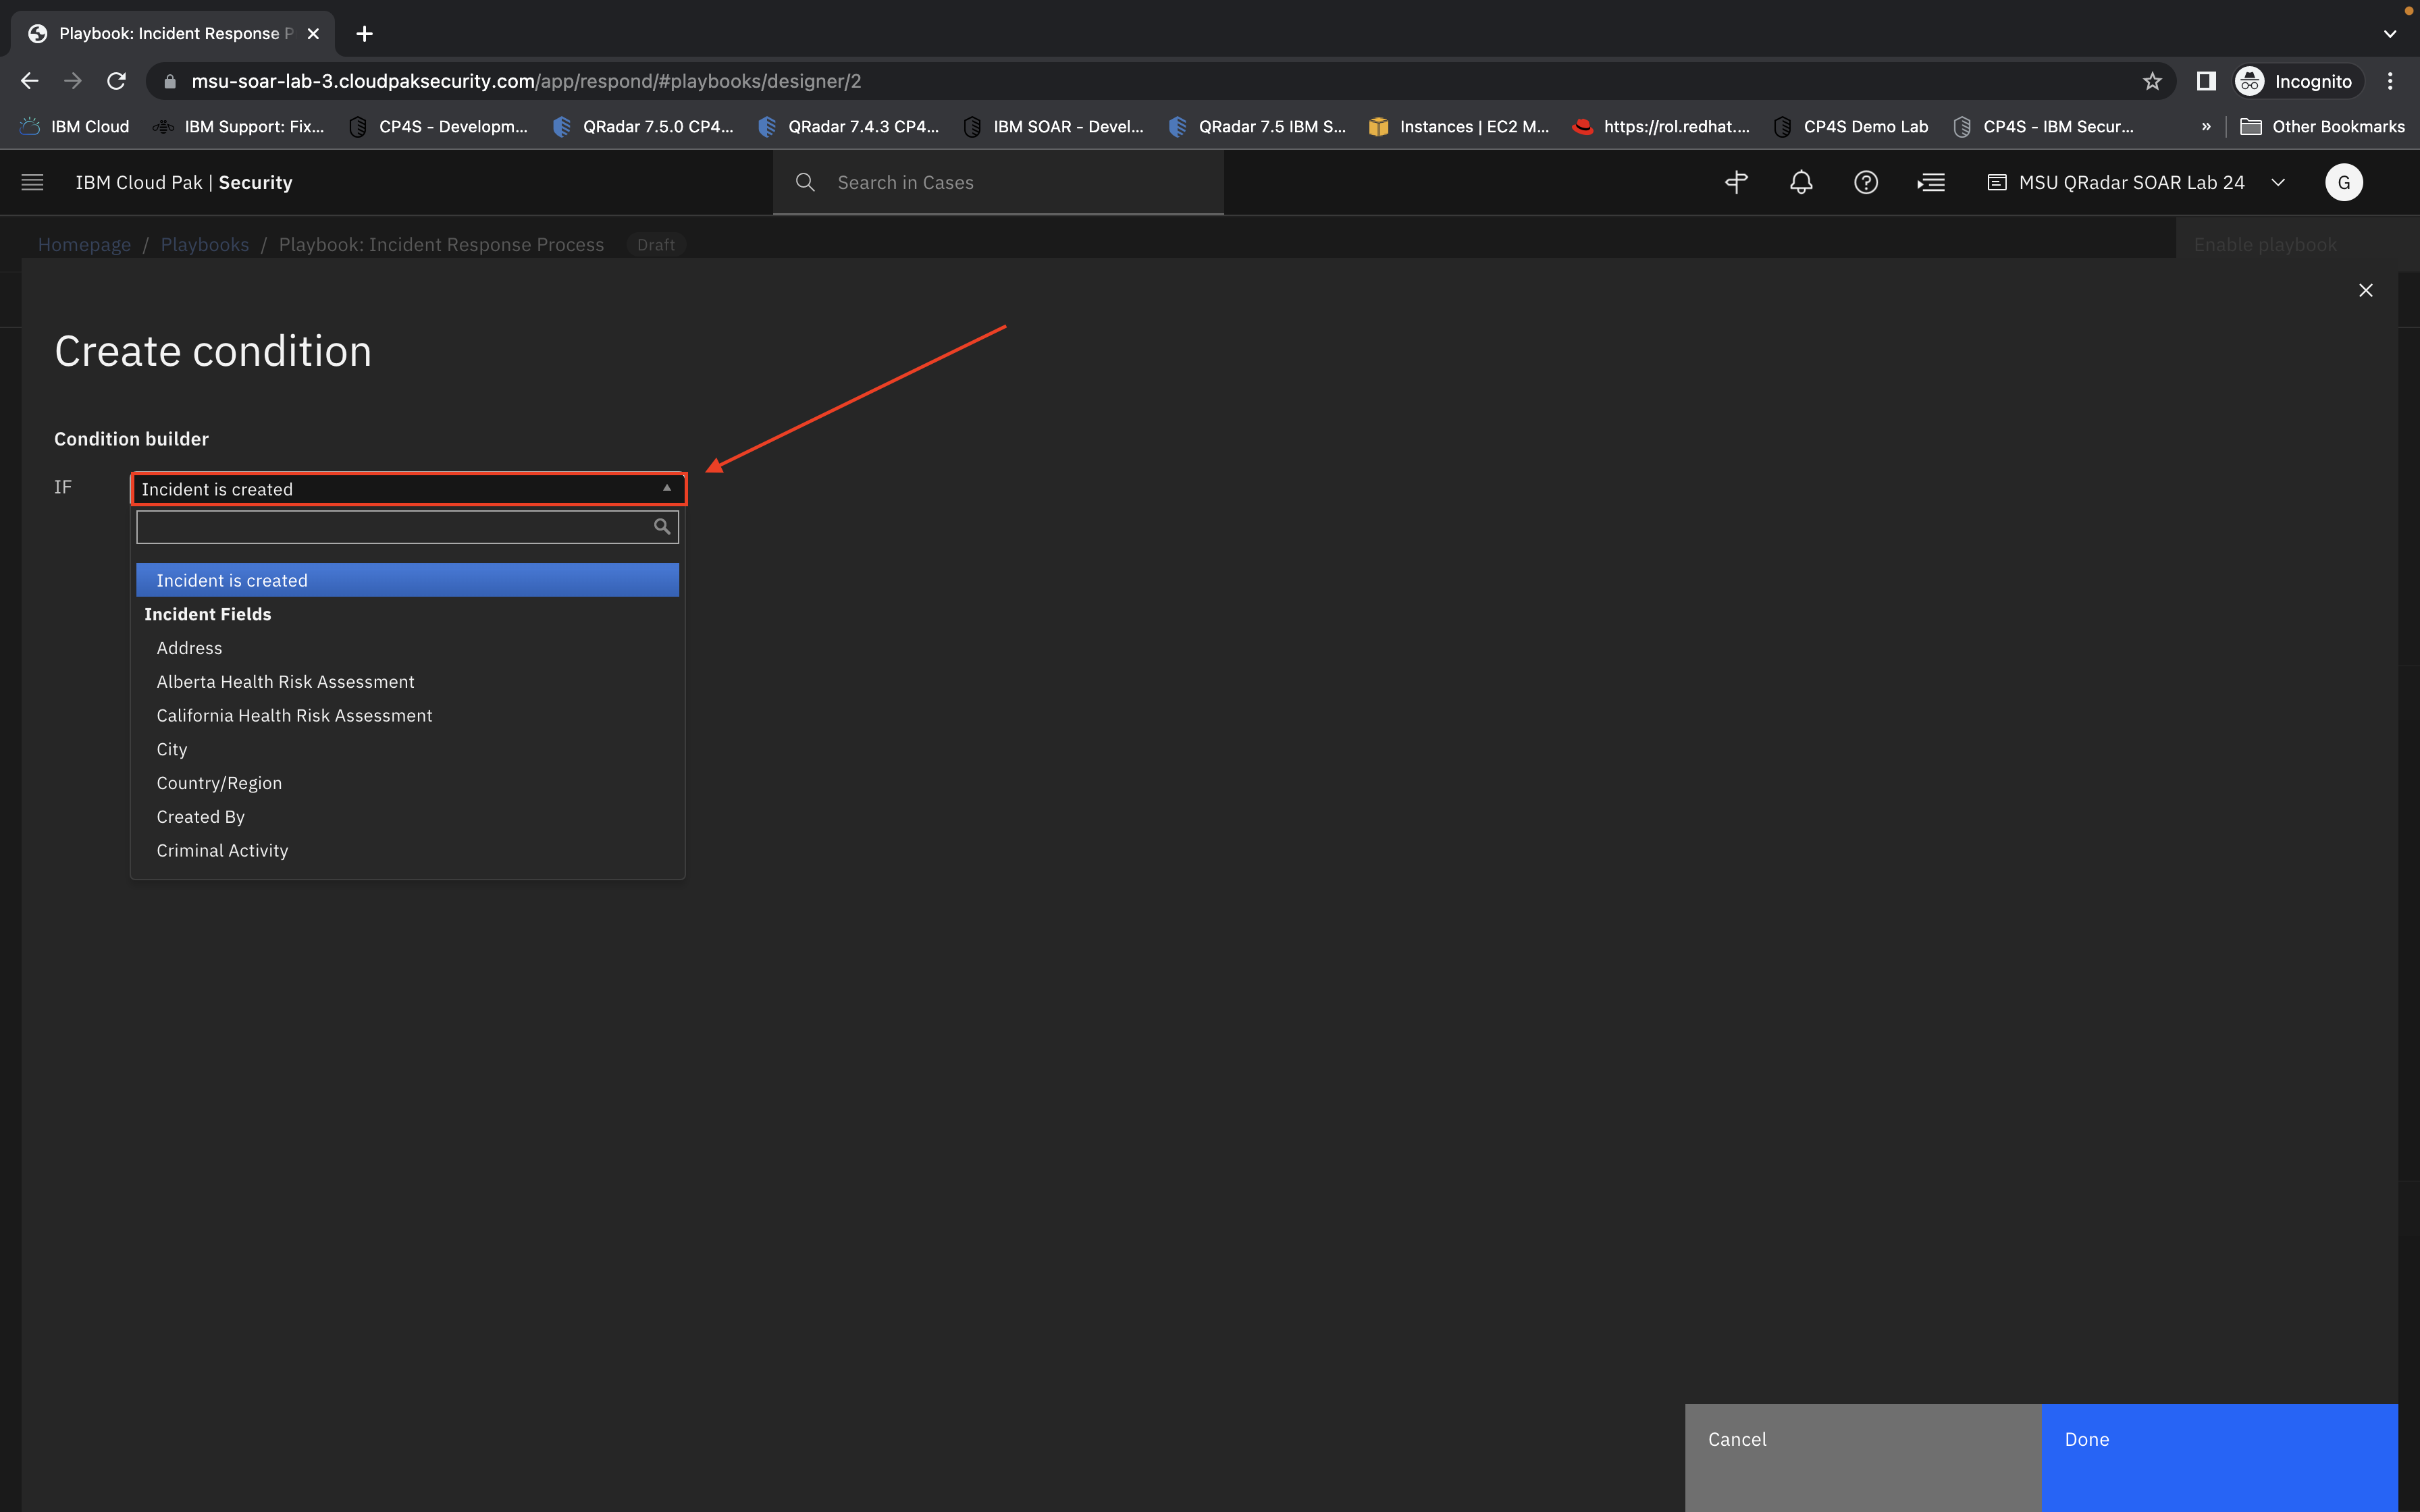 Playbook: Incident Response P
msu-soar-lab-3.cloudpaksecurity.com/app/respond/#playbooks/designer/2
Incognito
IBM Cloud
IBM Support: Fix...
CP4S - Developm...
QRadar 7.5.0 CP4...
QRadar 7.4.3 CP4...
IBM SOAR - Devel...
QRadar 7.5 IBM S...
Instances | EC2 M...
https://rol.redhat....
CP4S Demo Lab
CP4S - IBM Secur...
»
Other Bookmarks
IBM Cloud Pak | Security
Search in Cases
MSU QRadar SOAR Lab 24
G
Homepage / Playbooks / Playbook: Incident Response Process
Draft
Enable playbook
Create condition
Condition builder
IF
Incident is created
Incident is created
Incident Fields
Address
Alberta Health Risk Assessment
California Health Risk Assessment
City
Country/Region
Created By
Criminal Activity
Cancel
Done